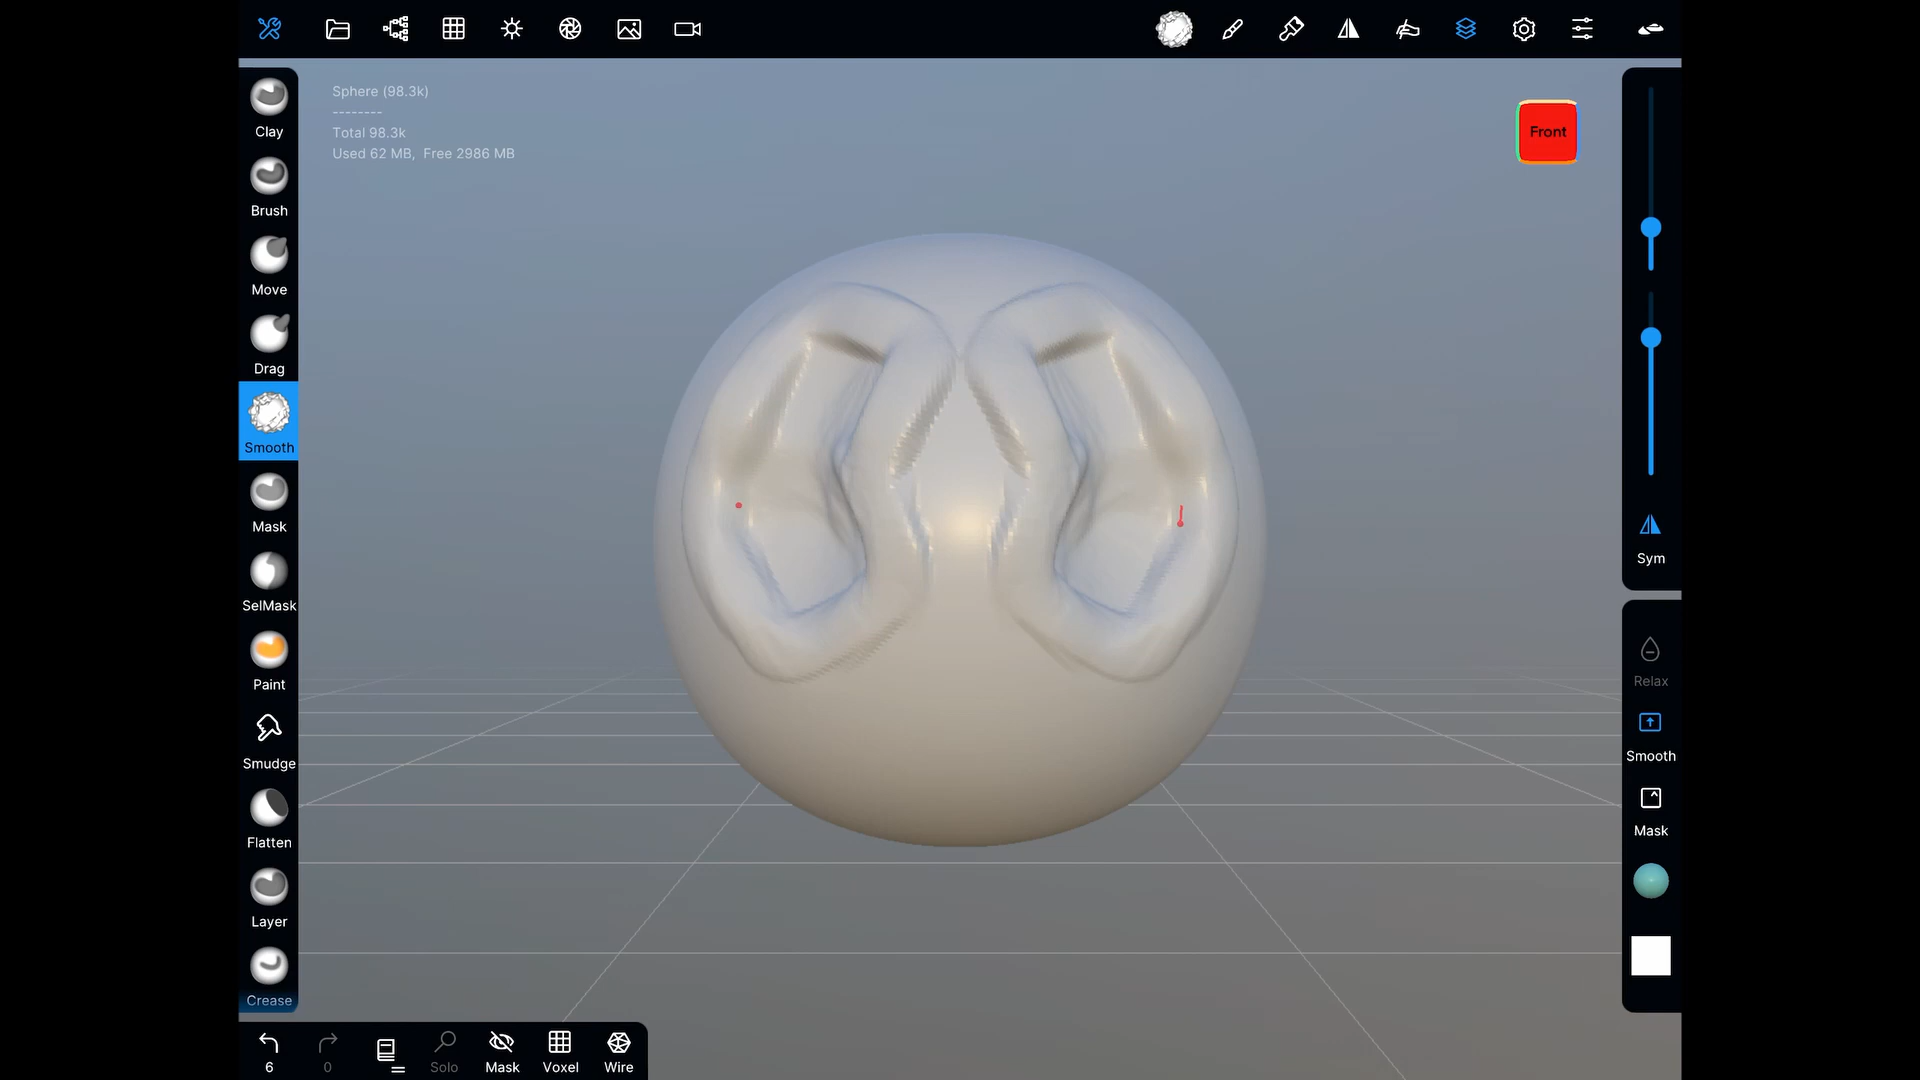 Sphere (98.3k)
--------
Total 98.3k
Used 62 MB, Free 2986 MB
Front
Clay
Brush
Move
Drag
Smooth
Mask
SelMask
Paint
Smudge
Flatten
Layer
Crease
Sym
Relax
Smooth
Mask
6
0
Solo
Mask
Voxel
Wire